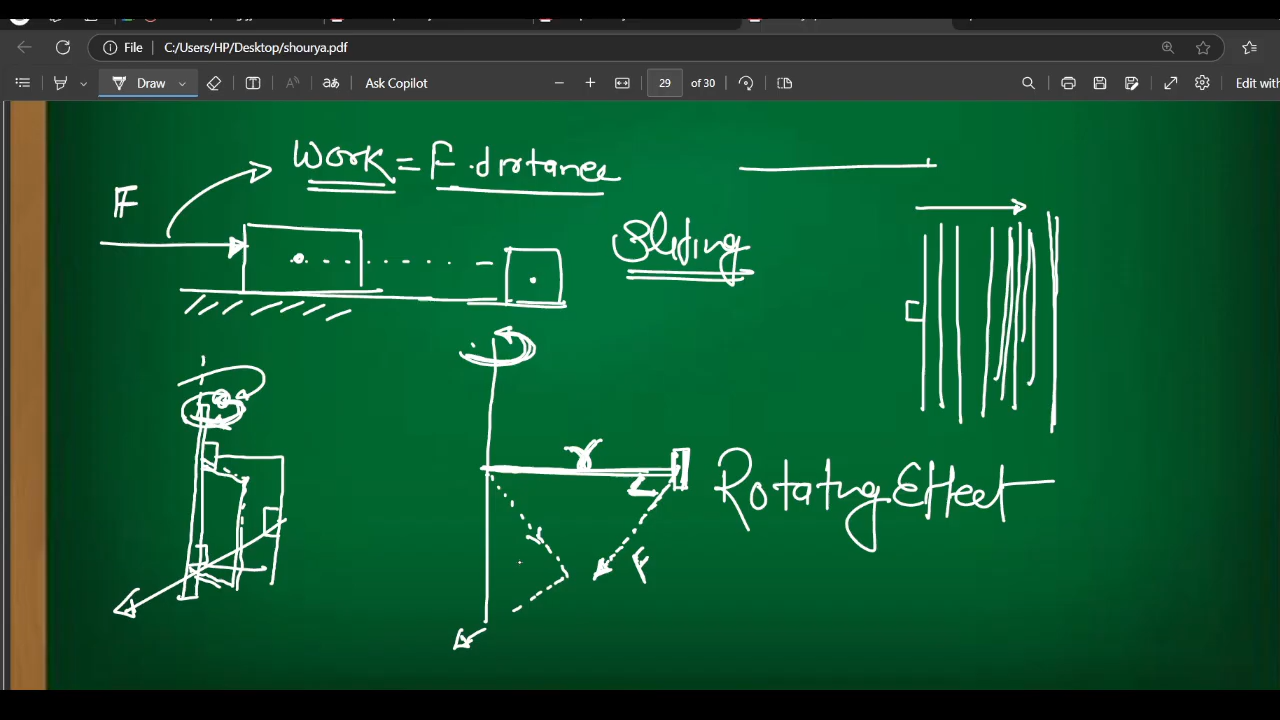 File | C:/Users/HP/Desktop/shourya.pdf
Draw Ask Copilot 29 of 30 Edit with
Work = F. distance
F
Sliding
r
Rotating Effect
F